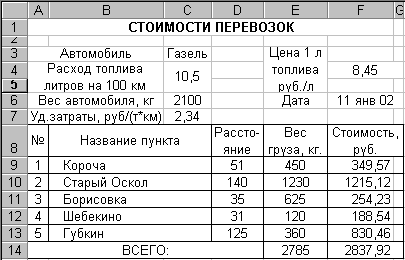 A B C D E F G
1 СТОИМОСТИ ПЕРЕВОЗОК
2
3 Автомобиль Газель Цена 1 л
4 Расход топлива 10,5 топлива 8,45
5 литров на 100 км руб./л
6 Вес автомобиля, кг 2100 Дата 11 янв 02
7 Уд.затраты, руб/(т*км) 2,34
8 № Название пункта Рассто-яние Вес груза, кг. Стоимость, руб.
9 1 Короча 51 450 349,57
10 2 Старый Оскол 140 1230 1215,12
11 3 Борисовка 35 625 254,23
12 4 Шебекино 31 120 188,54
13 5 Губкин 125 360 830,46
14 ВСЕГО: 2785 2837,92